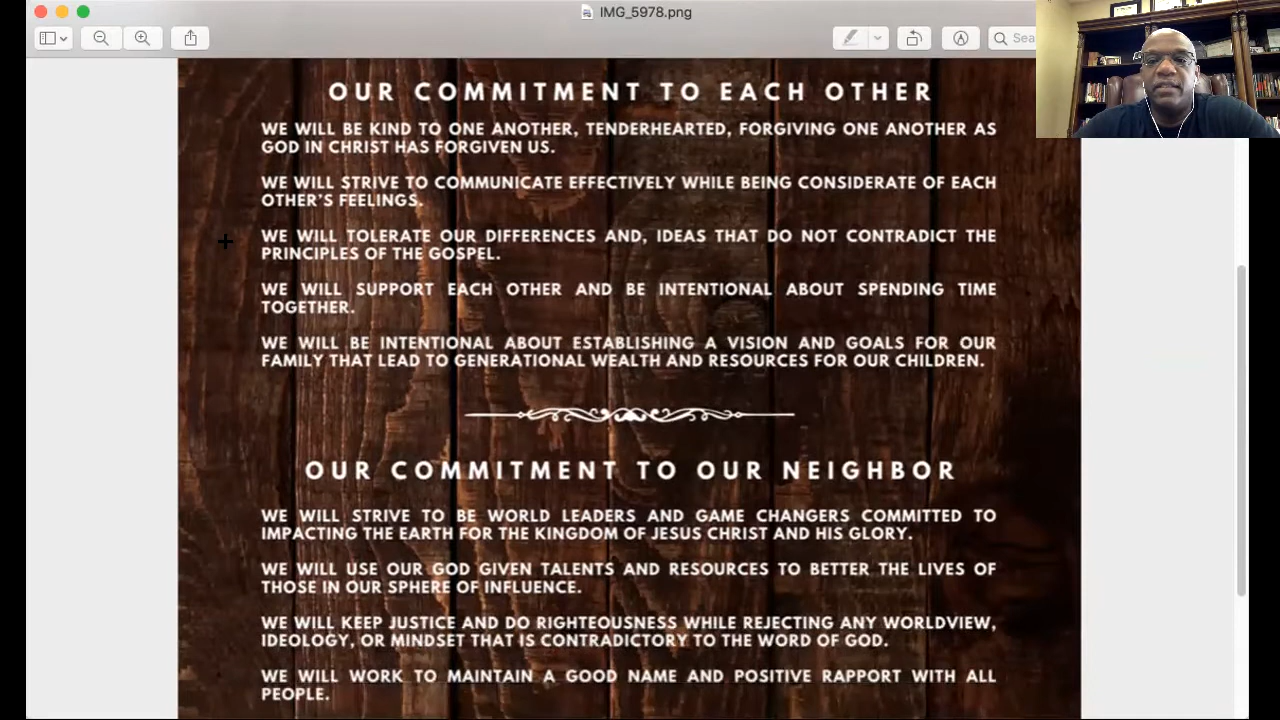 IMG_5978.png
Sea
OUR COMMITMENT TO EACH OTHER
WE WILL BE KIND TO ONE ANOTHER, TENDERHEARTED, FORGIVING ONE ANOTHER AS
GOD IN CHRIST HAS FORGIVEN US.
WE WILL STRIVE TO COMMUNICATE EFFECTIVELY WHILE BEING CONSIDERATE OF EACH
OTHER'S FEELINGS.
WE WILL TOLERATE OUR DIFFERENCES AND, IDEAS THAT DO NOT CONTRADICT THE
PRINCIPLES OF THE GOSPEL.
WE WILL SUPPORT EACH OTHER AND BE INTENTIONAL ABOUT SPENDING TIME
TOGETHER.
WE WILL BE INTENTIONAL ABOUT ESTABLISHING A VISION AND GOALS FOR OUR
FAMILY THAT LEAD TO GENERATIONAL WEALTH AND RESOURCES FOR OUR CHILDREN.
OUR COMMITMENT TO OUR NEIGHBOR
WE WILL STRIVE TO BE WORLD LEADERS AND GAME CHANGERS COMMITTED TO
IMPACTING THE EARTH FOR THE KINGDOM OF JESUS CHRIST AND HIS GLORY.
WE WILL USE OUR GOD GIVEN TALENTS AND RESOURCES TO BETTER THE LIVES OF
THOSE IN OUR SPHERE OF INFLUENCE.
WE WILL KEEP JUSTICE AND DO RIGHTEOUSNESS WHILE REJECTING ANY WORLDVIEW,
IDEOLOGY, OR MINDSET THAT IS CONTRADICTORY TO THE WORD OF GOD.
WE WILL WORK TO MAINTAIN A GOOD NAME AND POSITIVE RAPPORT WITH ALL
PEOPLE.